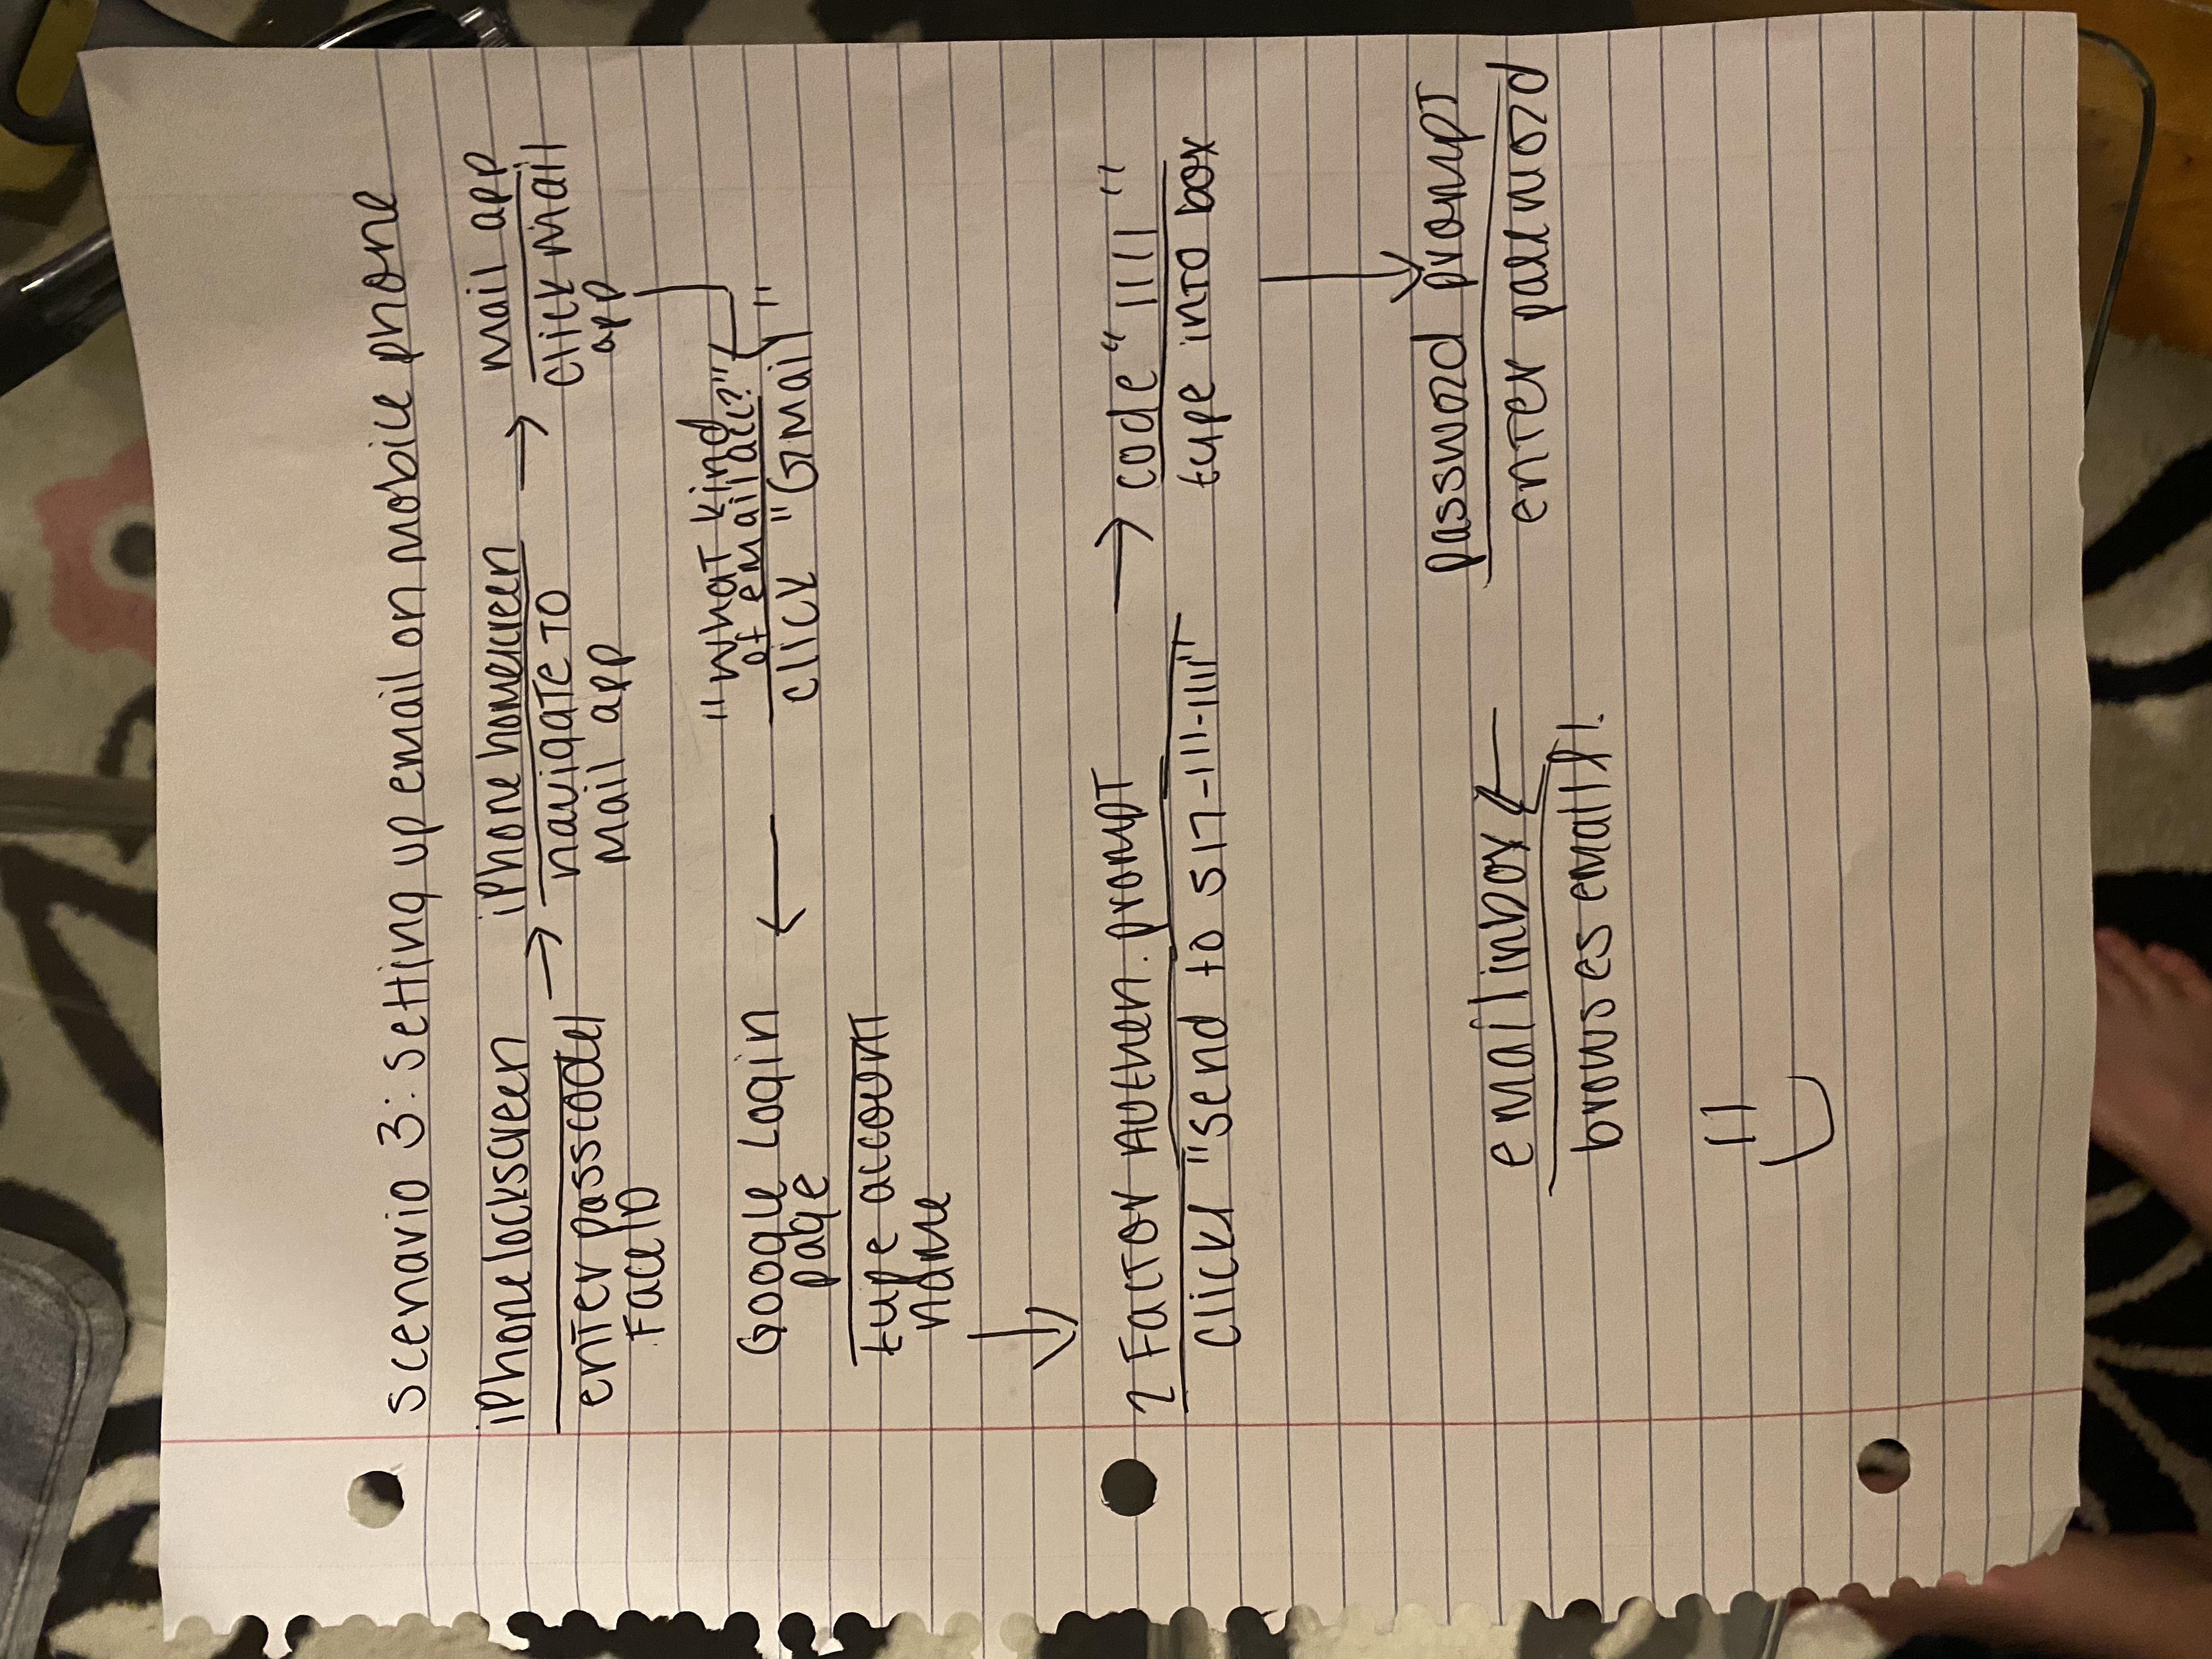 Scenario 3: Setting up email on mobile phone
iPhone lockscreen → iPhone homescreen → Mail app
enter passcode/ navigate to click Mail
Face ID Mail app app
"What kind
of email acc?"
click "Gmail"
←
Google Login
page
type account
name
↓
2 Factor Authen. prompt → code "1111"
click "send to 517-111-1111" type into box
↓
password prompt
enter password
email inbox ←
browses emails!